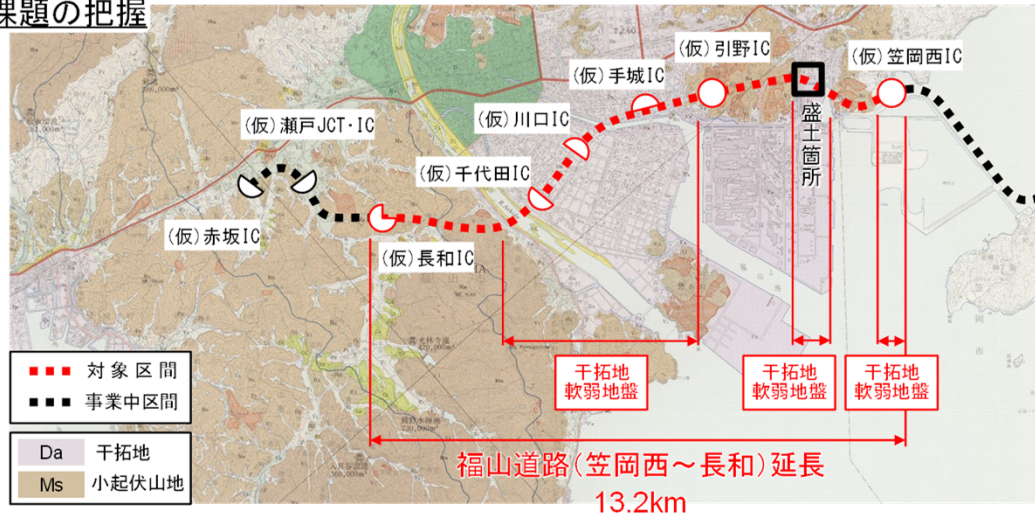 課題の把握
(仮)引野IC
(仮)笠岡西IC
(仮)手城IC
(仮)瀬戸JCT・IC
(仮)川口IC
盛土箇所
(仮)千代田IC
(仮)赤坂IC
(仮)長和IC
対象区間
事業中区間
干拓地
軟弱地盤
干拓地
軟弱地盤
干拓地
軟弱地盤
Da 干拓地
Ms 小起伏山地
福山道路(笠岡西～長和)延長
13.2km